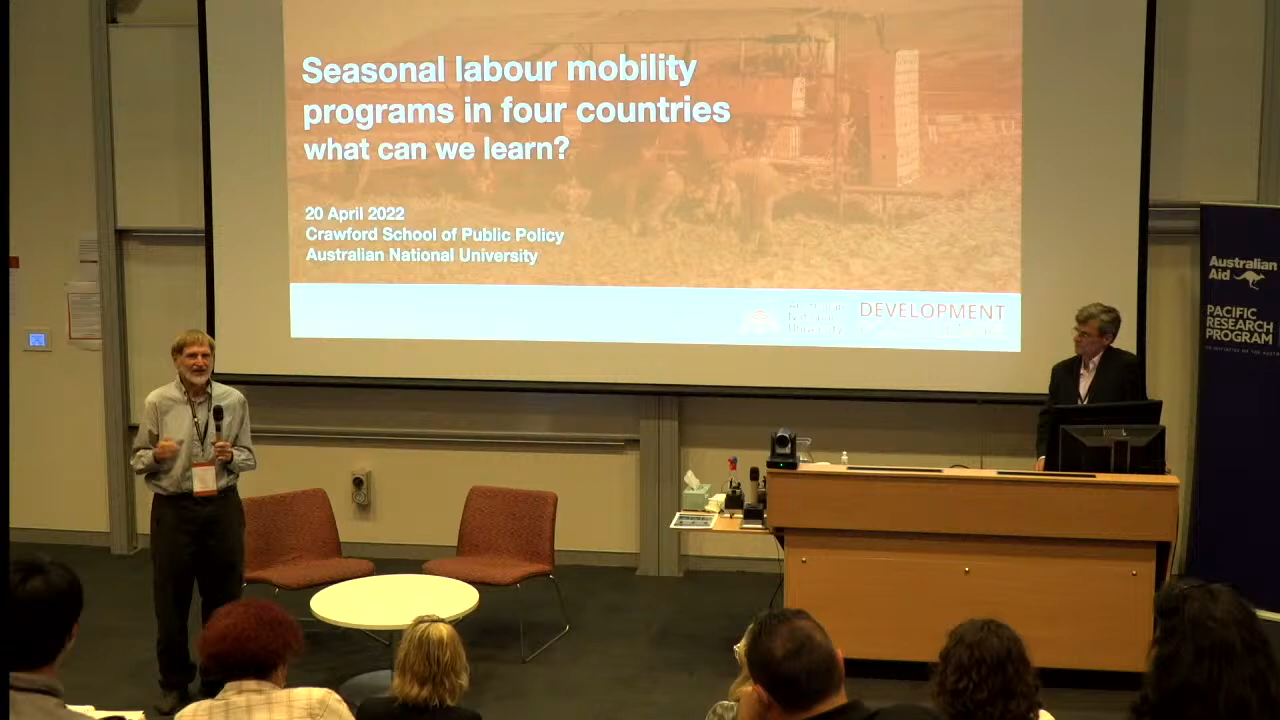 Seasonal labour mobility
programs in four countries
what can we learn?
20 April 2022
Crawford School of Public Policy
Australian National University
University
DEVELOPMENT
Australian
Aid
PACIFIC
RESEARCH
PROGRAM